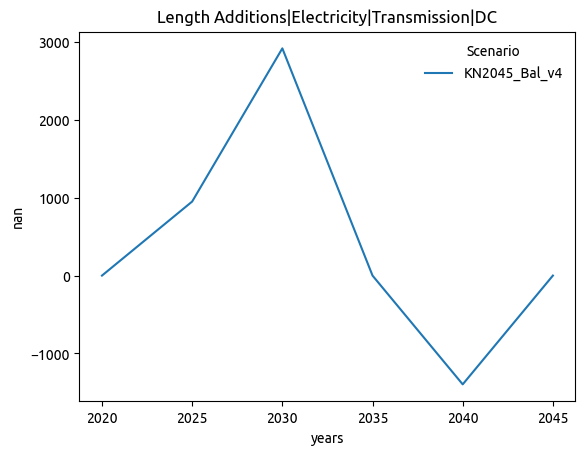 Length Additions|Electricity|Transmission|DC
Scenario
KN2045_Bal_v4
3000
2000
1000
0
−1000
nan
2020
2025
2030
2035
2040
2045
years